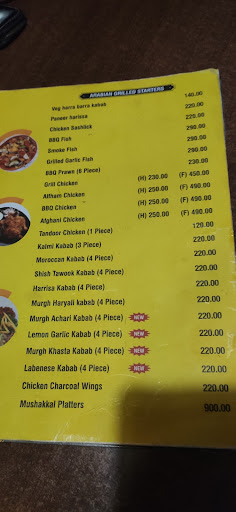 ARABIAN GRILLED STARTERS
Veg herra barra kabab 140.00
Paneer harissa 220.00
Chicken Sashlick 220.00
BBQ Fish 290.00
Smoke Fish 290.00
Grilled Garlic Fish 290.00
BBQ Prawn (6 Piece) 230.00
Grill Chicken (H) 230.00 (F) 450.00
Alfham Chicken (H) 250.00 (F) 490.00
BBQ Chicken (H) 250.00 (F) 490.00
Afghani Chicken (H) 250.00 (F) 490.00
Tandoor Chicken (1 Piece) 120.00
Kalmi Kabab (3 Piece) 220.00
Moroccan Kabab (4 Piece) 220.00
Shish Tawook Kabab (4 Piece) 220.00
Harrisa Kabab (4 Piece) 220.00
Murgh Haryali kabeb (4 Piece) 220.00
Murgh Achari Kabab (4 Piece) NEW 220.00
Lemon Garlic Kabab (4 Piece) NEW 220.00
Murgh Khasta Kabab (4 Piece) NEW 220.00
Labenese Kabab (4 Piece) NEW 220.00
Chicken Charcoal Wings 220.00
Mushakkal Platters 900.00